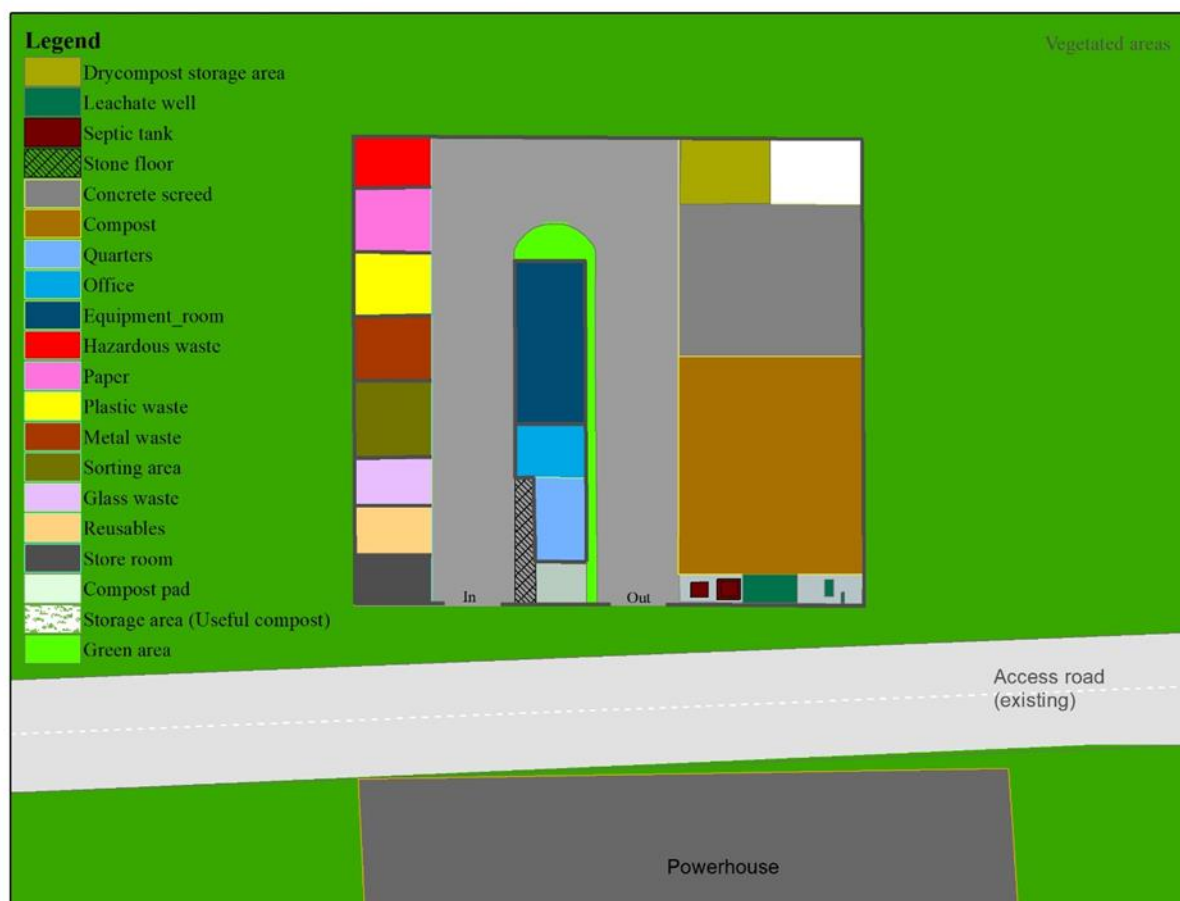 Legend
Vegetated areas
Drycompost storage area
Leachate well
Septic tank
Stone floor
Concrete screed
Compost
Quarters
Office
Equipment_room
Hazardous waste
Paper
Plastic waste
Metal waste
Sorting area
Glass waste
Reusables
Store room
Compost pad
Storage area (Useful compost)
Green area
In
Out
Access road
(existing)
Powerhouse